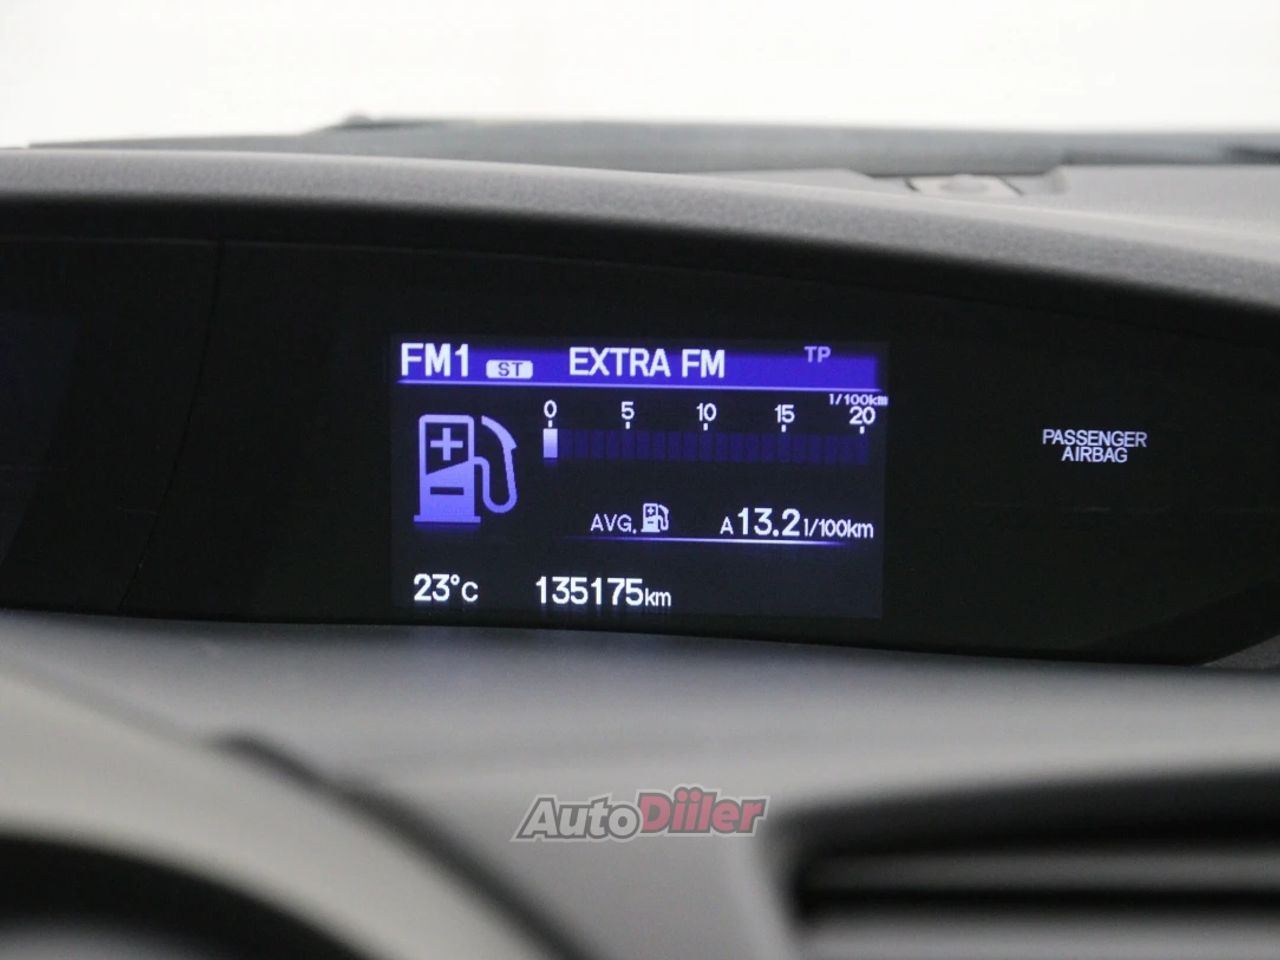 FM1 ST EXTRA FM TP
l/100km
0 5 10 15 20
AVG. A 13.2 l/100km
23°C 135175km
PASSENGER
AIRBAG
AutoDiiler